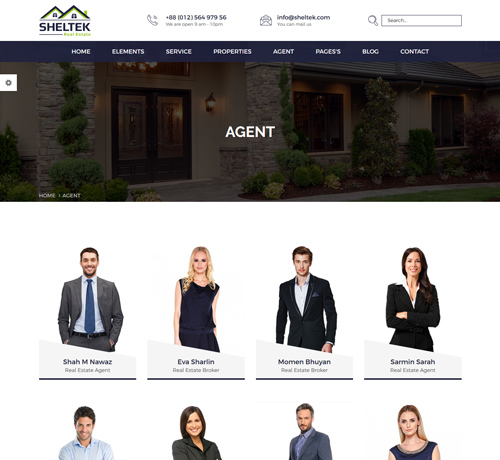 SHELTEK
Real Estate
+88 (012) 564 979 56
We are open 9 am - 10pm
info@sheltek.com
You can mail us
Search..
HOME ELEMENTS SERVICE PROPERTIES AGENT PAGES'S BLOG CONTACT
AGENT
HOME > AGENT
Shah M Nawaz
Real Estate Agent
Eva Sharlin
Real Estate Broker
Momen Bhuyan
Real Estate Broker
Sarmin Sarah
Real Estate Agent